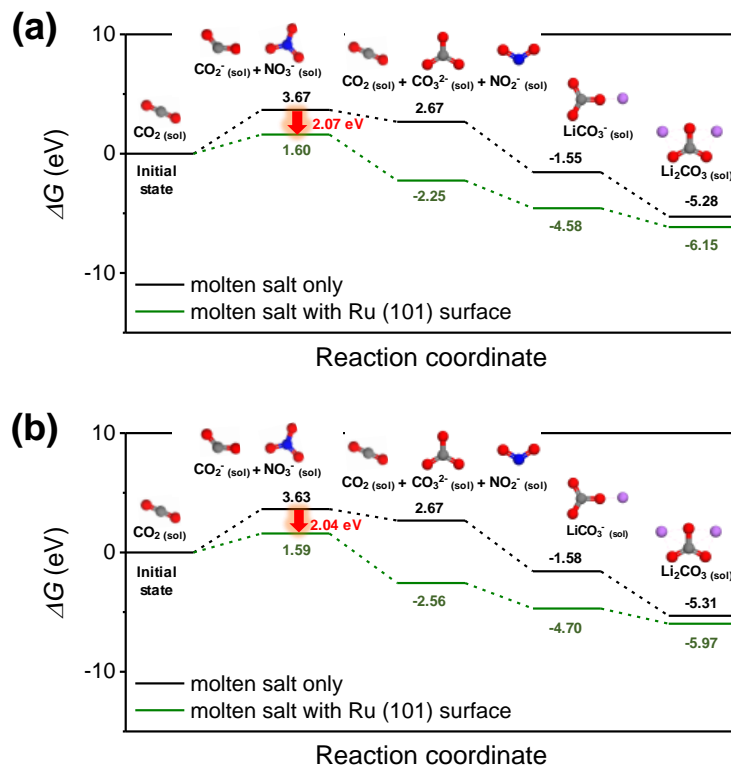 (a)
10
0
-10
ΔG (eV)
CO₂ (sol)
Initial
state
CO₂⁻ (sol) + NO₃⁻ (sol)
3.67
2.07 eV
1.60
CO₂ (sol) + CO₃²⁻ (sol) + NO₂⁻ (sol)
2.67
-2.25
LiCO₃⁻ (sol)
-1.55
-4.58
Li₂CO₃ (sol)
-5.28
-6.15
molten salt only
molten salt with Ru (101) surface
Reaction coordinate
(b)
10
0
-10
ΔG (eV)
CO₂ (sol)
Initial
state
CO₂⁻ (sol) + NO₃⁻ (sol)
3.63
2.04 eV
1.59
CO₂ (sol) + CO₃²⁻ (sol) + NO₂⁻ (sol)
2.67
-2.56
LiCO₃⁻ (sol)
-1.58
-4.70
Li₂CO₃ (sol)
-5.31
-5.97
molten salt only
molten salt with Ru (101) surface
Reaction coordinate